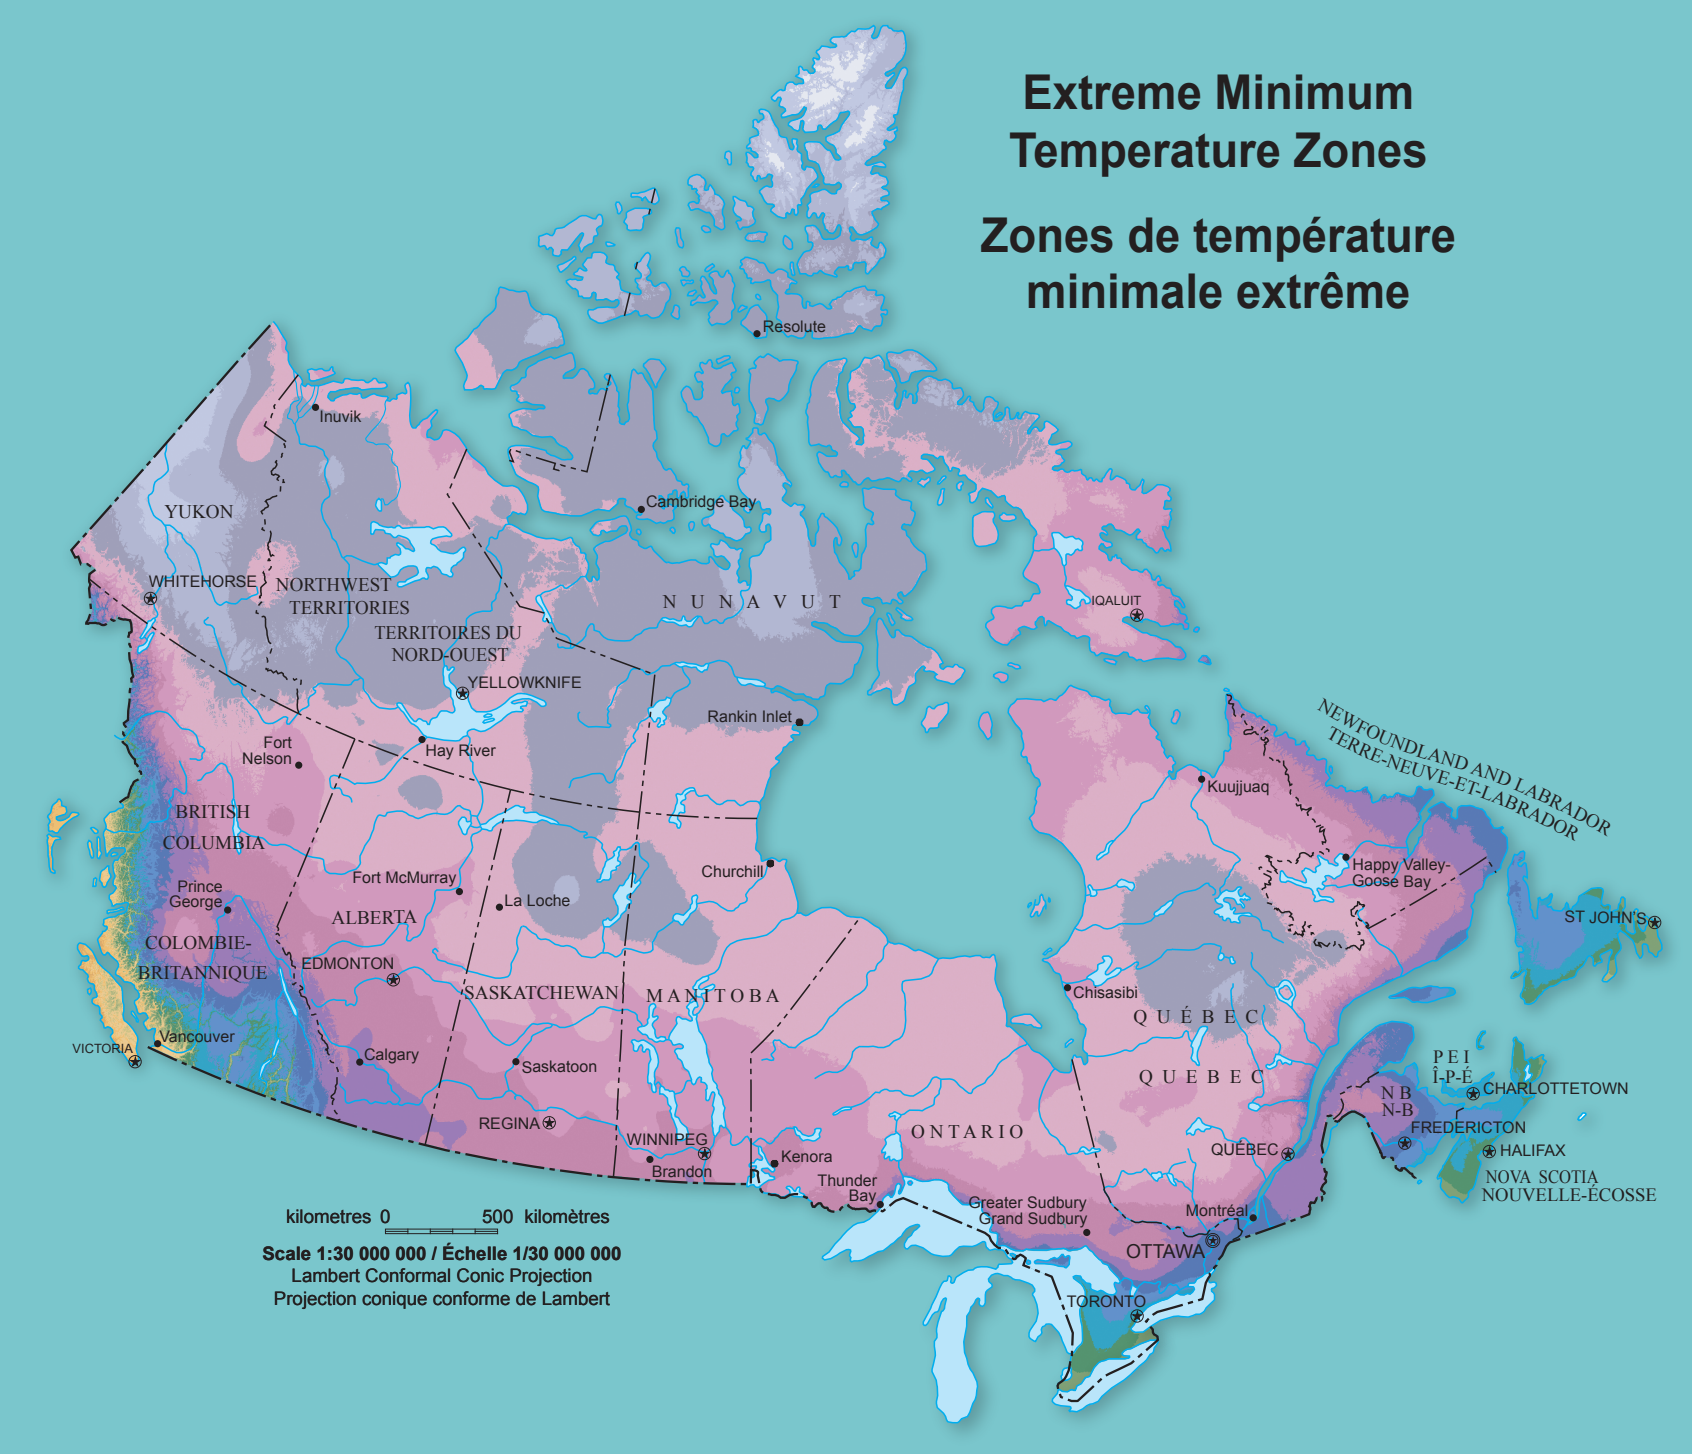 Extreme Minimum
Temperature Zones
Zones de température
minimale extrême
Resolute
Inuvik
Cambridge Bay
YUKON
WHITEHORSE
NORTHWEST
TERRITORIES
TERRITOIRES DU
NORD-OUEST
NUNAVUT
IQALUIT
YELLOWKNIFE
Rankin Inlet
Hay River
Fort
Nelson
NEWFOUNDLAND AND LABRADOR
TERRE-NEUVE-ET-LABRADOR
Kuujjuaq
BRITISH
COLUMBIA
Prince
George
COLOMBIE-
BRITANNIQUE
Fort McMurray
La Loche
Churchill
Happy Valley-
Goose Bay
ALBERTA
ST JOHN'S
EDMONTON
SASKATCHEWAN
MANITOBA
Chisasibi
QUÉBEC
QUEBEC
VICTORIA
Vancouver
Calgary
Saskatoon
PEI
Î-P-É
CHARLOTTETOWN
N B
N-B
FREDERICTON
HALIFAX
NOVA SCOTIA
NOUVELLE-ÉCOSSE
REGINA
WINNIPEG
Brandon
Kenora
ONTARIO
QUÉBEC
Thunder
Bay
Greater Sudbury
Grand Sudbury
Montréal
OTTAWA
TORONTO
kilometres 0 500 kilomètres
Scale 1:30 000 000 / Échelle 1/30 000 000
Lambert Conformal Conic Projection
Projection conique conforme de Lambert